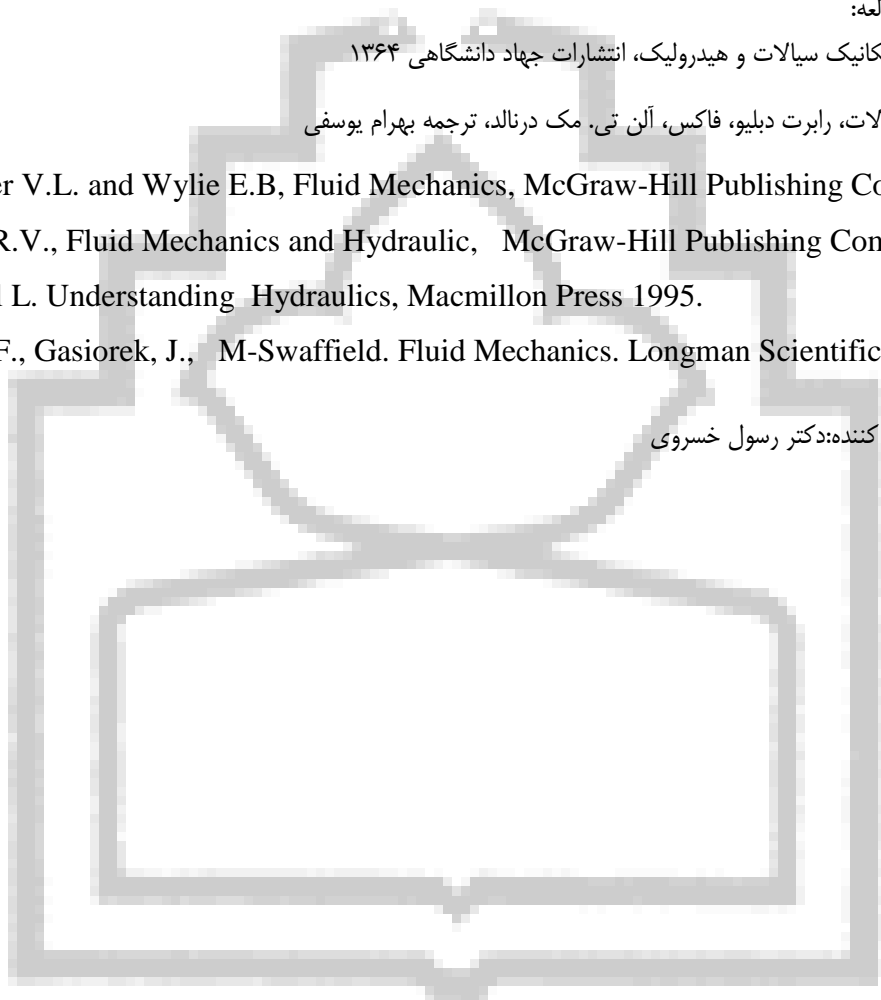 لعه:
کانیک سیالات و هیدرولیک، انتشارات جهاد دانشگاهی ۱۳۶۴
لات، رابرت دبلیو، فاکس، آلن تی. مک درنالد، ترجمه بهرام یوسفی
er V.L. and Wylie E.B, Fluid Mechanics, McGraw-Hill Publishing Co
R.V., Fluid Mechanics and Hydraulic, McGraw-Hill Publishing Con
l L. Understanding Hydraulics, Macmillon Press 1995.
F., Gasiorek, J., M-Swaffield. Fluid Mechanics. Longman Scientific
کننده:دکتر رسول خسروی